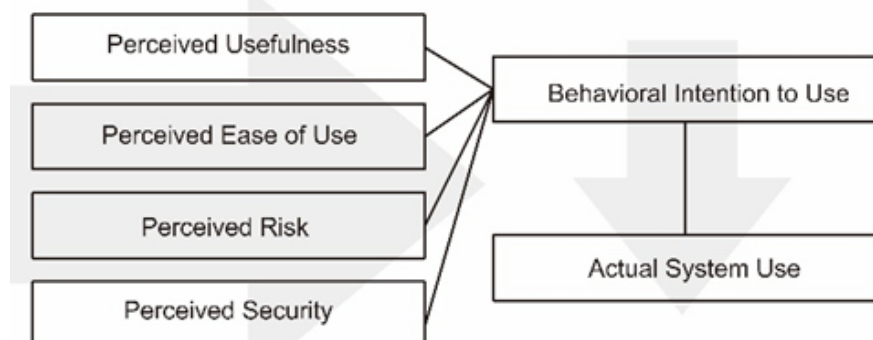 Perceived Usefulness
Perceived Ease of Use
Perceived Risk
Perceived Security
Behavioral Intention to Use
Actual System Use